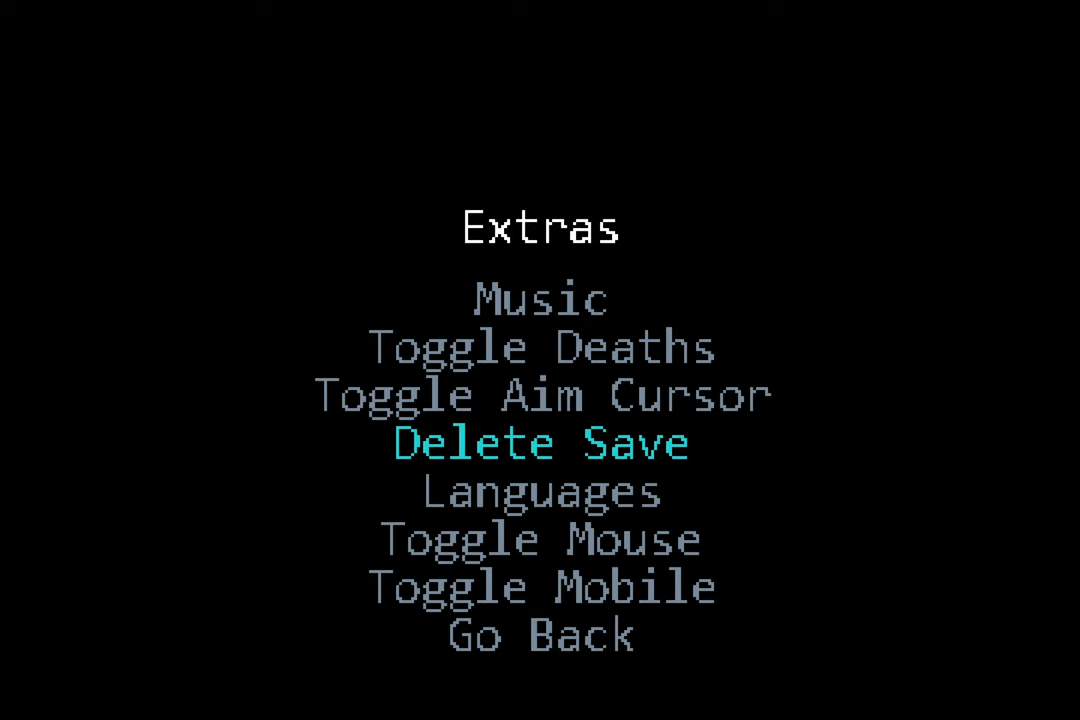 Extras
Music
Toggle Deaths
Toggle Aim Cursor
Delete Save
Languages
Toggle Mouse
Toggle Mobile
Go Back